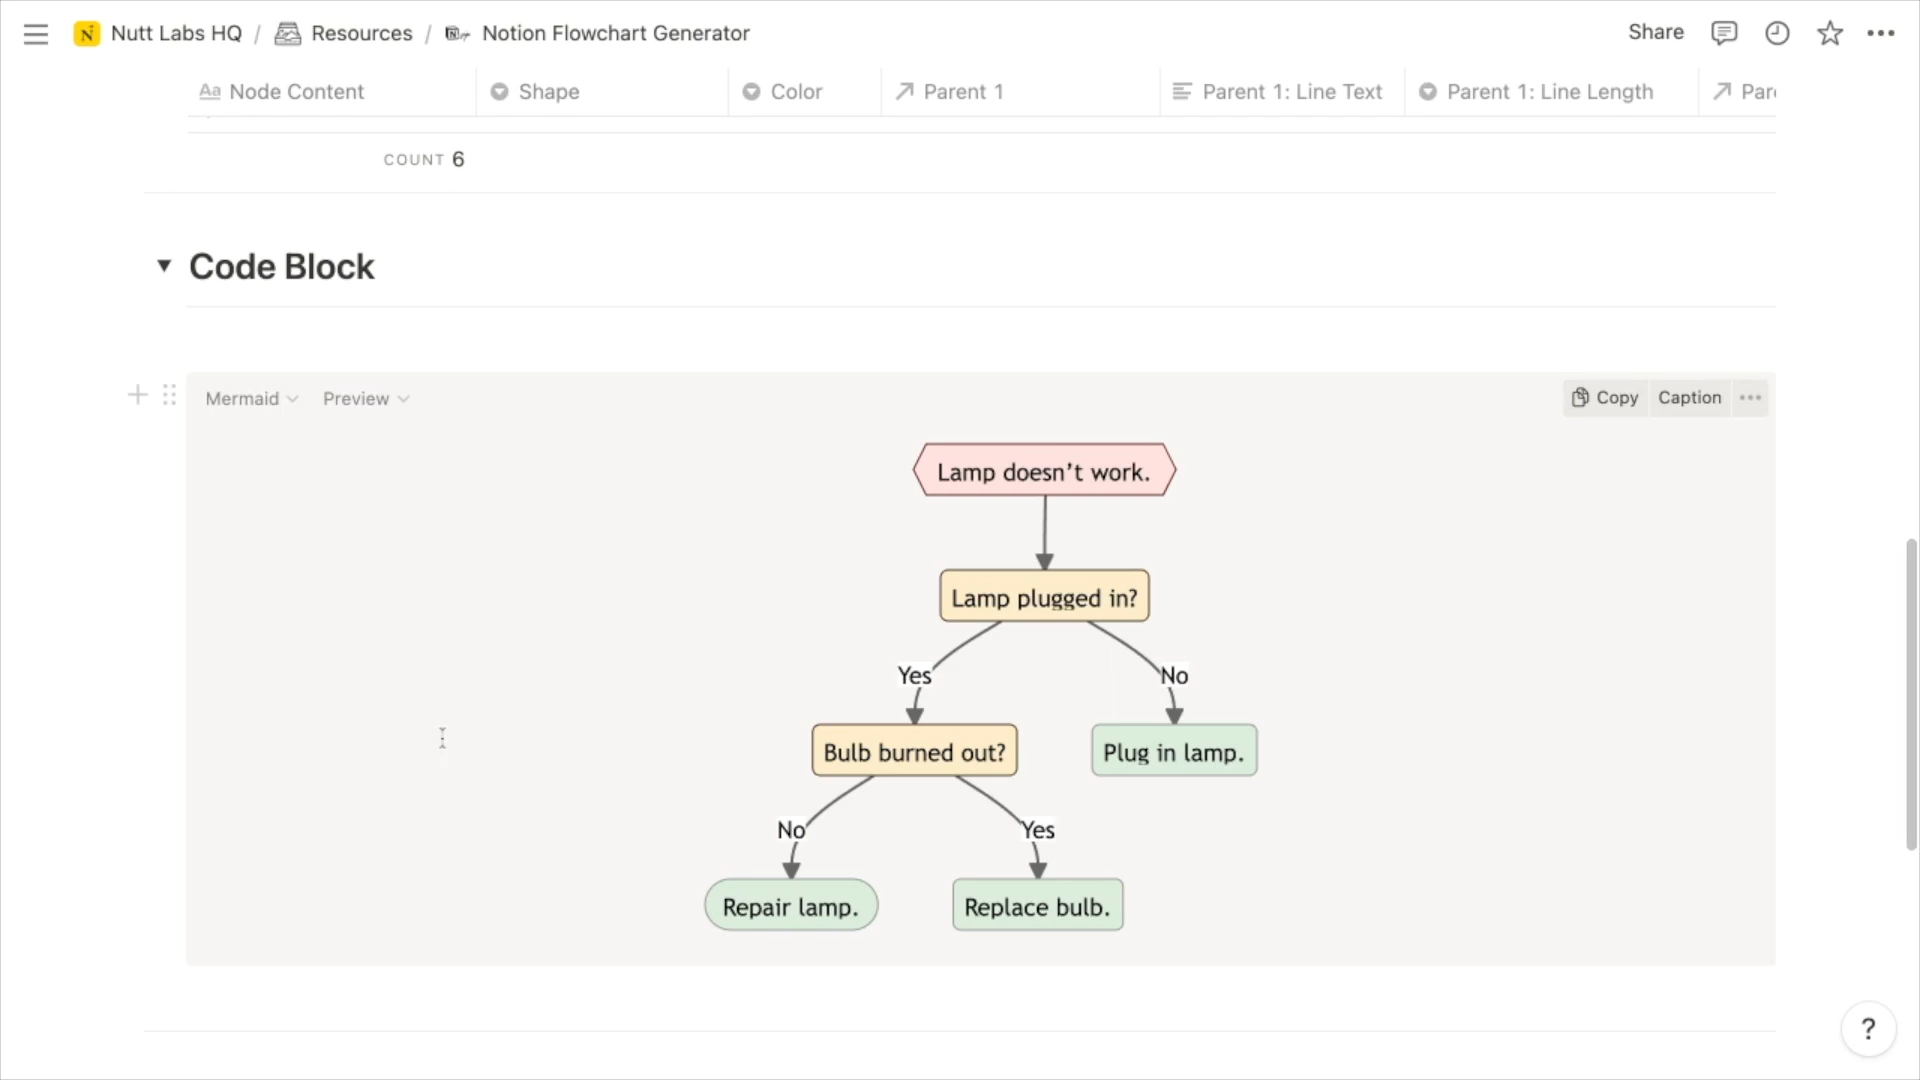 Nutt Labs HQ / Resources / Notion Flowchart Generator
Share
Aa Node Content Shape Color Parent 1 Parent 1: Line Text Parent 1: Line Length
COUNT 6
Code Block
Mermaid Preview Copy Caption
Lamp doesn’t work.
Lamp plugged in?
Yes No
Bulb burned out? Plug in lamp.
No Yes
Repair lamp. Replace bulb.
?